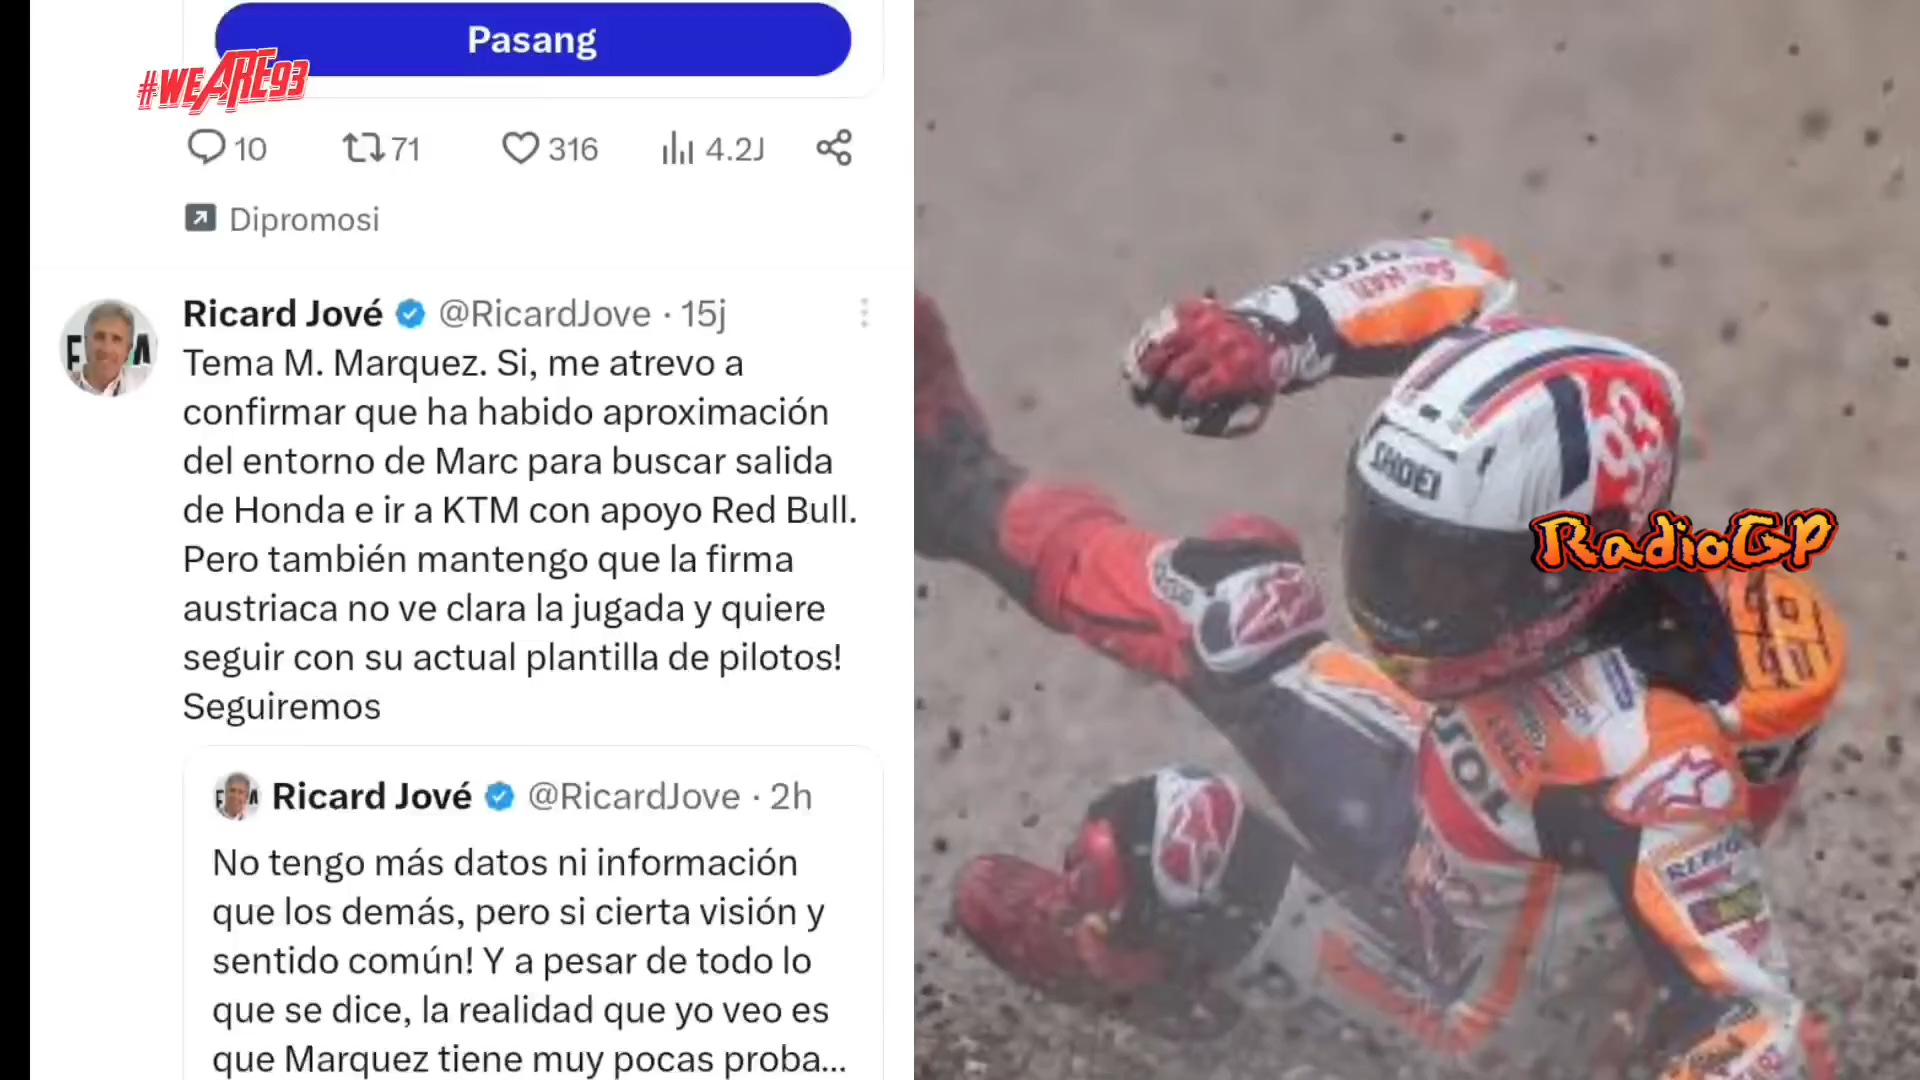 Pasang
#WEARE93
10 71 316 4.2J
Dipromosi
Ricard Jové @RicardJove · 15j
Tema M. Marquez. Si, me atrevo a
confirmar que ha habido aproximación
del entorno de Marc para buscar salida
de Honda e ir a KTM con apoyo Red Bull.
Pero también mantengo que la firma
austriaca no ve clara la jugada y quiere
seguir con su actual plantilla de pilotos!
Seguiremos
Ricard Jové @RicardJove · 2h
No tengo más datos ni información
que los demás, pero si cierta visión y
sentido común! Y a pesar de todo lo
que se dice, la realidad que yo veo es
que Marquez tiene muy pocas proba...
SHOEI
93
RadioGP